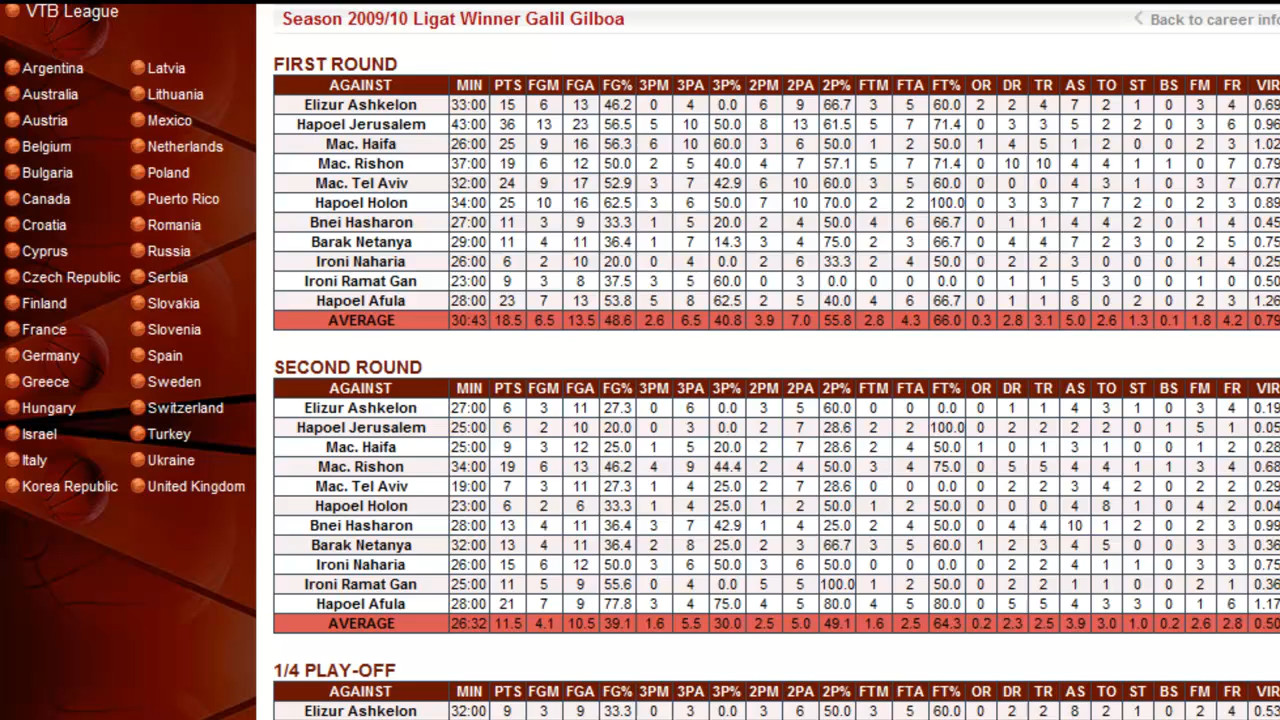 VTB League
Argentina Latvia
Australia Lithuania
Austria Mexico
Belgium Netherlands
Bulgaria Poland
Canada Puerto Rico
Croatia Romania
Cyprus Russia
Czech Republic Serbia
Finland Slovakia
France Slovenia
Germany Spain
Greece Sweden
Hungary Switzerland
Israel Turkey
Italy Ukraine
Korea Republic United Kingdom
Season 2009/10 Ligat Winner Galil Gilboa
Back to career info
FIRST ROUND
AGAINST MIN PTS FGM FGA FG% 3PM 3PA 3P% 2PM 2PA 2P% FTM FTA FT% OR DR TR AS TO ST BS FM FR VIR
Elizur Ashkelon 33:00 15 6 13 46.2 0 4 0.0 6 9 66.7 3 5 60.0 2 2 4 7 2 1 0 3 4 0.69
Hapoel Jerusalem 43:00 36 13 23 56.5 5 10 50.0 8 13 61.5 5 7 71.4 0 3 3 5 2 2 0 3 6 0.96
Mac. Haifa 26:00 25 9 16 56.3 6 10 60.0 3 6 50.0 1 2 50.0 1 4 5 1 2 0 0 2 3 1.02
Mac. Rishon 37:00 19 6 12 50.0 2 5 40.0 4 7 57.1 5 7 71.4 0 10 10 4 4 1 1 0 7 0.79
Mac. Tel Aviv 32:00 24 9 17 52.9 3 7 42.9 6 10 60.0 3 5 60.0 0 0 0 4 3 1 0 3 7 0.77
Hapoel Holon 34:00 25 10 16 62.5 3 6 50.0 7 10 70.0 2 2 100.0 0 3 3 7 7 2 0 2 3 0.89
Bnei Hasharon 27:00 11 3 9 33.3 1 5 20.0 2 4 50.0 4 6 66.7 0 1 1 4 4 2 0 1 4 0.45
Barak Netanya 29:00 11 4 11 36.4 1 7 14.3 3 4 75.0 2 3 66.7 0 4 4 7 2 3 0 2 5 0.75
Ironi Naharia 26:00 6 2 10 20.0 0 4 0.0 2 6 33.3 2 4 50.0 0 2 2 3 0 0 0 1 4 0.25
Ironi Ramat Gan 23:00 9 3 8 37.5 3 5 60.0 0 3 0.0 0 0 0.0 0 1 1 5 3 0 0 1 0 0.50
Hapoel Afula 28:00 23 7 13 53.8 5 8 62.5 2 5 40.0 4 6 66.7 0 1 1 8 0 2 0 2 3 1.26
AVERAGE 30:43 18.5 6.5 13.5 48.6 2.6 6.5 40.8 3.9 7.0 55.8 2.8 4.3 66.0 0.3 2.8 3.1 5.0 2.6 1.3 0.1 1.8 4.2 0.79
SECOND ROUND
AGAINST MIN PTS FGM FGA FG% 3PM 3PA 3P% 2PM 2PA 2P% FTM FTA FT% OR DR TR AS TO ST BS FM FR VIR
Elizur Ashkelon 27:00 6 3 11 27.3 0 6 0.0 3 5 60.0 0 0 0.0 0 1 1 4 3 1 0 3 4 0.19
Hapoel Jerusalem 25:00 6 2 10 20.0 0 3 0.0 2 7 28.6 2 2 100.0 0 2 2 2 2 0 1 5 1 0.05
Mac. Haifa 25:00 9 3 12 25.0 1 5 20.0 2 7 28.6 2 4 50.0 1 0 1 3 1 0 0 1 2 0.28
Mac. Rishon 34:00 19 6 13 46.2 4 9 44.4 2 4 50.0 3 4 75.0 0 5 5 4 4 1 1 3 4 0.68
Mac. Tel Aviv 19:00 7 3 11 27.3 1 4 25.0 2 7 28.6 0 0 0.0 0 2 2 3 4 0 0 2 2 0.29
Hapoel Holon 23:00 6 2 6 33.3 1 4 25.0 1 2 50.0 1 2 50.0 0 0 0 4 8 1 0 4 2 0.04
Bnei Hasharon 28:00 13 4 11 36.4 3 7 42.9 1 4 25.0 2 4 50.0 0 4 4 10 1 2 0 2 3 0.99
Barak Netanya 32:00 13 4 11 36.4 2 8 25.0 2 3 66.7 3 5 60.0 1 2 3 4 5 0 0 4 3 0.36
Ironi Naharia 26:00 15 6 12 50.0 3 6 50.0 3 6 50.0 0 0 0.0 0 2 2 4 1 1 0 3 3 0.75
Ironi Ramat Gan 25:00 11 5 9 55.6 0 4 0.0 5 5 100.0 1 2 50.0 0 2 2 1 1 0 0 2 1 0.36
Hapoel Afula 28:00 21 7 9 77.8 3 4 75.0 4 5 80.0 4 5 80.0 0 5 5 4 3 3 0 1 6 1.17
AVERAGE 26:32 11.5 4.1 10.5 39.1 1.6 5.5 30.0 2.5 5.0 49.1 1.6 2.5 64.3 0.2 2.3 2.5 3.9 3.0 1.0 0.2 2.6 2.8 0.50
1/4 PLAY-OFF
AGAINST MIN PTS FGM FGA FG% 3PM 3PA 3P% 2PM 2PA 2P% FTM FTA FT% OR DR TR AS TO ST BS FM FR VIR
Elizur Ashkelon 32:00 9 3 9 33.3 0 3 0.0 3 6 50.0 3 5 60.0 0 2 2 8 2 1 0 2 4 0.53